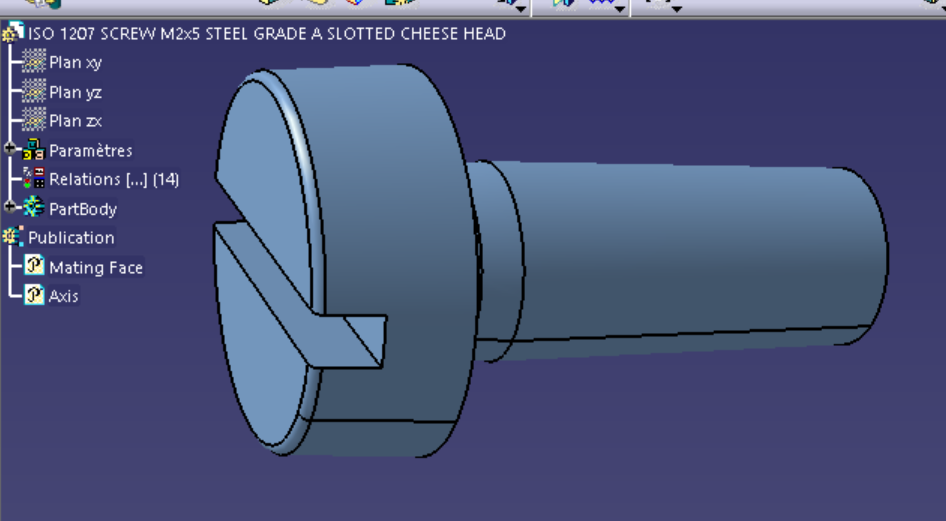 ISO 1207 SCREW M2x5 STEEL GRADE A SLOTTED CHEESE HEAD
Plan xy
Plan yz
Plan zx
Paramètres
Relations [...] (14)
PartBody
Publication
Mating Face
Axis